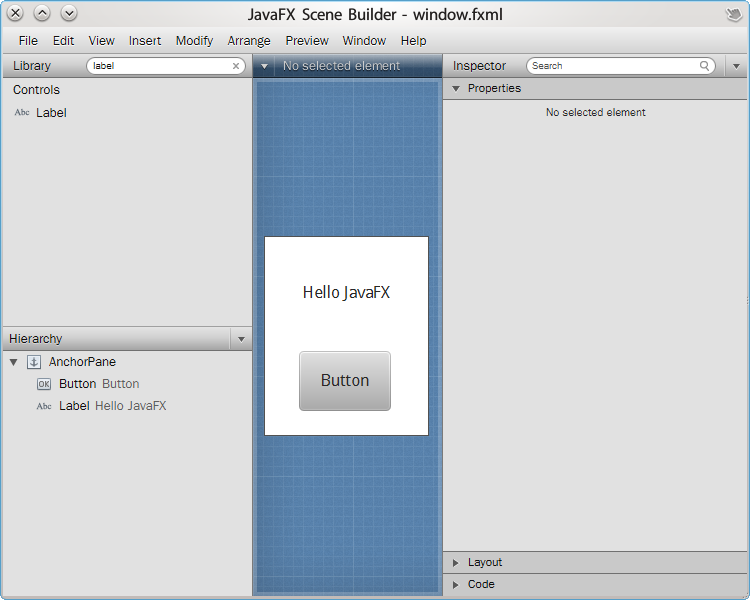 JavaFX Scene Builder - window.fxml
File Edit View Insert Modify Arrange Preview Window Help
Library label No selected element Inspector Search
Controls
Abc Label
Properties
No selected element
Hello JavaFX
Button
Hierarchy
AnchorPane
OK Button Button
Abc Label Hello JavaFX
Layout
Code